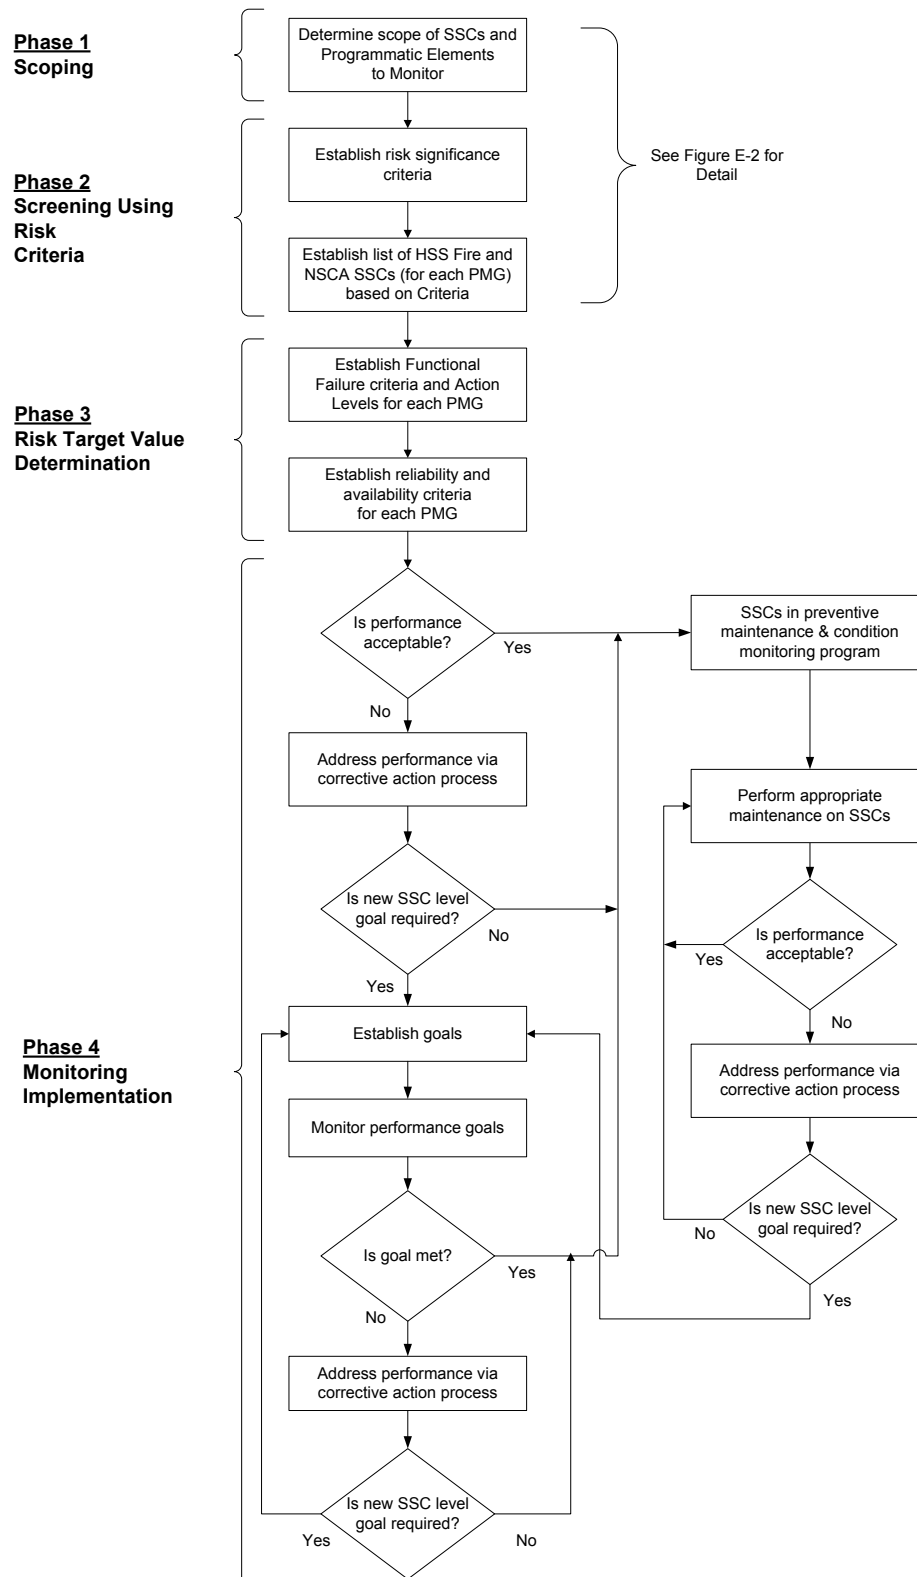 Phase 1
Scoping
Determine scope of SSCs and
Programmatic Elements
to Monitor
Phase 2
Screening Using
Risk
Criteria
Establish risk significance
criteria
See Figure E-2 for
Detail
Establish list of HSS Fire and
NSCA SSCs (for each PMG)
based on Criteria
Phase 3
Risk Target Value
Determination
Establish Functional
Failure criteria and Action
Levels for each PMG
Establish reliability and
availability criteria
for each PMG
Phase 4
Monitoring
Implementation
Is performance
acceptable?
Yes
No
Address performance via
corrective action process
Is new SSC level
goal required?
No
Yes
Establish goals
Monitor performance goals
Is goal met?
Yes
No
Address performance via
corrective action process
Is new SSC level
goal required?
Yes
No
SSCs in preventive
maintenance & condition
monitoring program
Perform appropriate
maintenance on SSCs
Is performance
acceptable?
Yes
No
Address performance via
corrective action process
Is new SSC level
goal required?
No
Yes